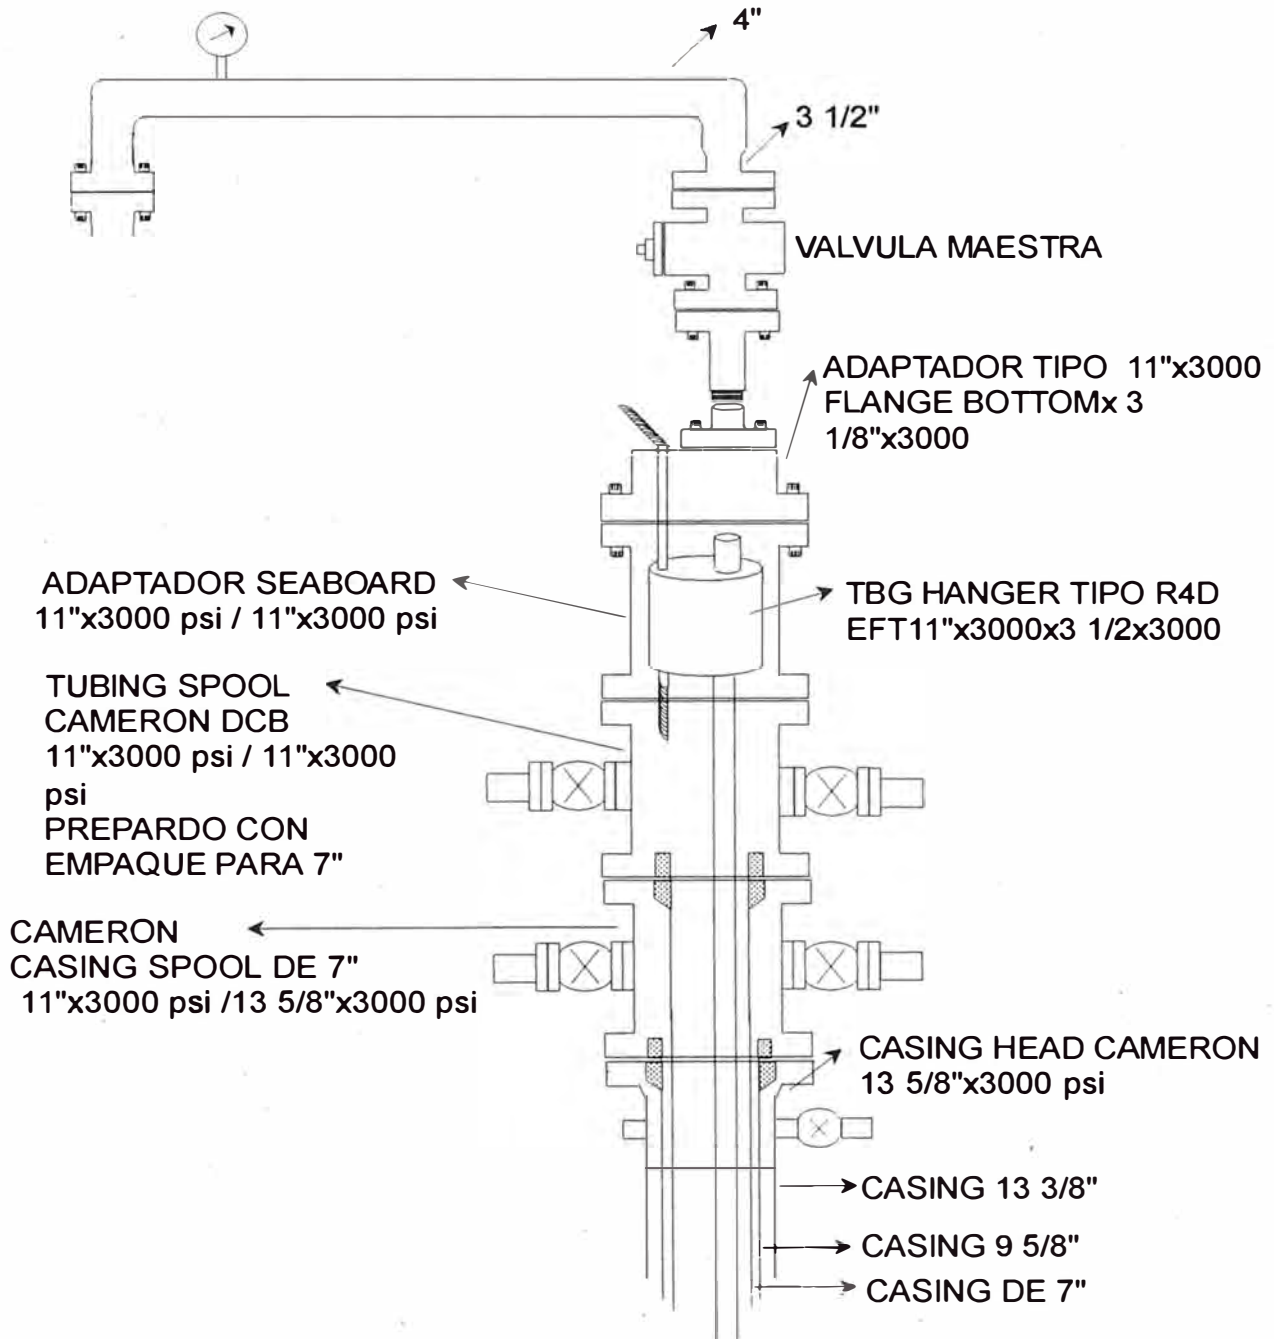 4"
3 1/2"
VALVULA MAESTRA
ADAPTADOR TIPO 11"x3000
FLANGE BOTTOMx 3
1/8"x3000
ADAPTADOR SEABOARD
11"x3000 psi / 11"x3000 psi
TBG HANGER TIPO R4D
EFT11"x3000x3 1/2x3000
TUBING SPOOL
CAMERON DCB
11"x3000 psi / 11"x3000
psi
PREPARDO CON
EMPAQUE PARA 7"
CAMERON
CASING SPOOL DE 7"
11"x3000 psi /13 5/8"x3000 psi
CASING HEAD CAMERON
13 5/8"x3000 psi
CASING 13 3/8"
CASING 9 5/8"
CASING DE 7"